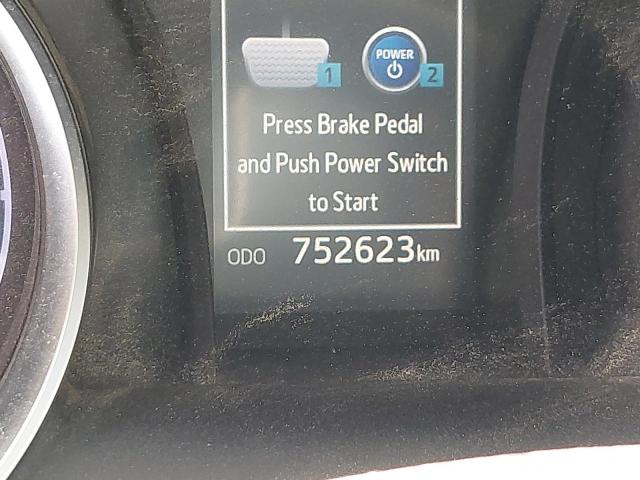 POWER
1
2
Press Brake Pedal
and Push Power Switch
to Start
ODO 752623km